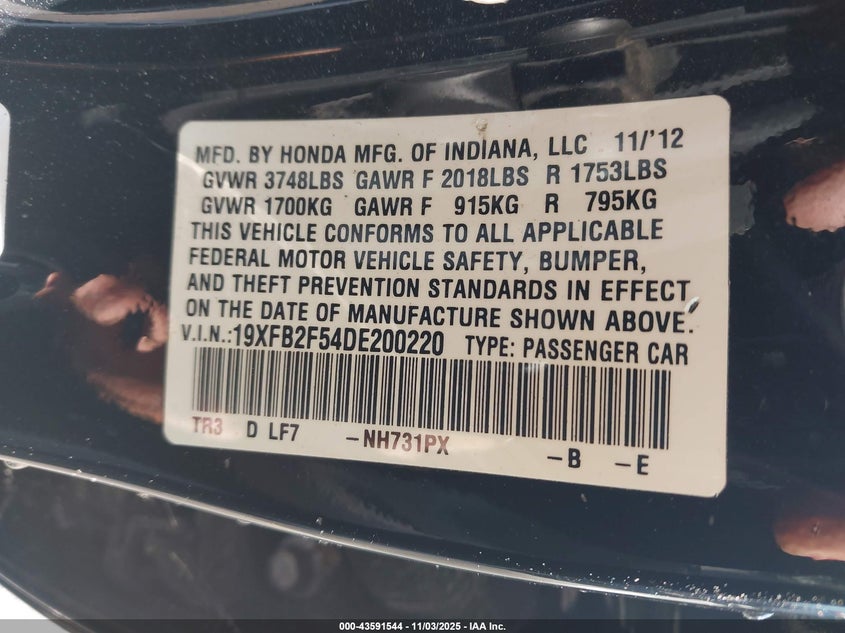 MFD. BY HONDA MFG. OF INDIANA, LLC 11/'12
GVWR 3748LBS GAWR F 2018LBS R 1753LBS
GVWR 1700KG GAWR F 915KG R 795KG
THIS VEHICLE CONFORMS TO ALL APPLICABLE
FEDERAL MOTOR VEHICLE SAFETY, BUMPER,
AND THEFT PREVENTION STANDARDS IN EFFECT
ON THE DATE OF MANUFACTURE SHOWN ABOVE.
V.I.N.:19XFB2F54DE200220 TYPE: PASSENGER CAR
TR3 D LF7 -NH731PX -B -E
000-43591544 - 11/03/2025 - IAA Inc.